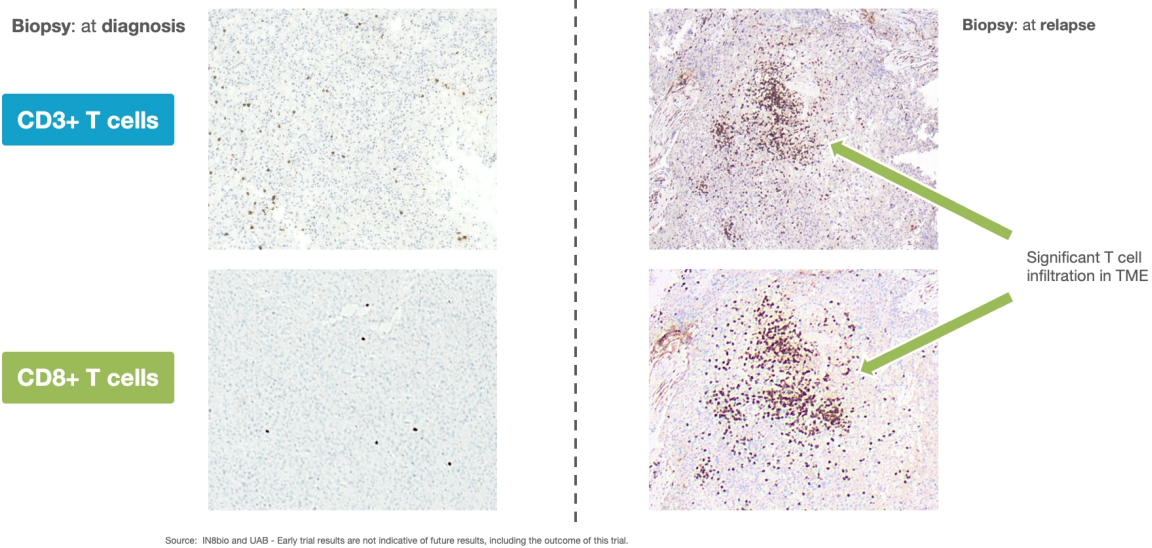 Biopsy: at diagnosis
Biopsy: at relapse
CD3+ T cells
Significant T cell
infiltration in TME
CD8+ T cells
Source: IN8bio and UAB - Early trial results are not indicative of future results, including the outcome of this trial.